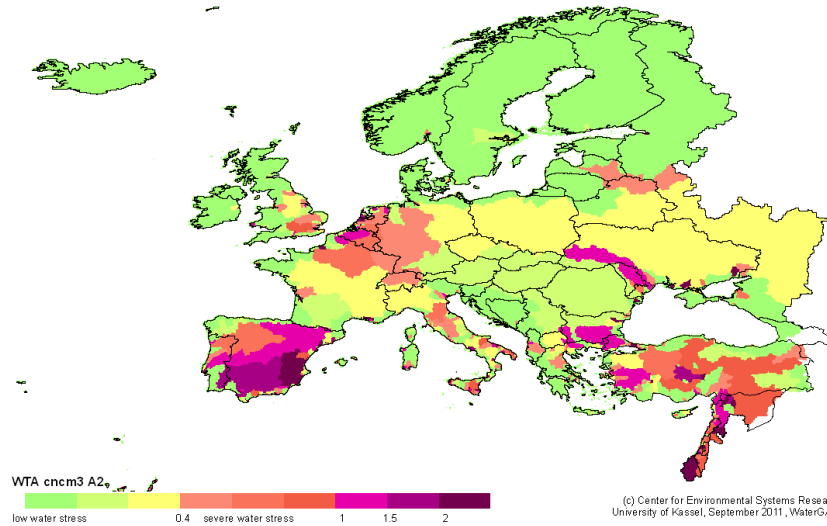 WTA cncm3 A2
low water stress 0.4 severe water stress 1 1.5 2
(c) Center for Environmental Systems Resea
University of Kassel, September 2011, WaterGA